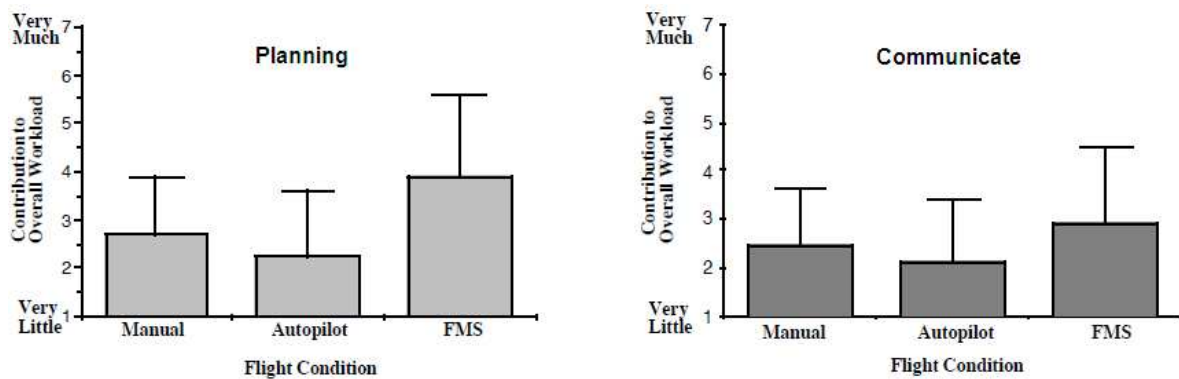 Very
Much
7
6
5
4
3
2
1
Very
Little
Contribution to
Overall Workload
Planning
Manual
Autopilot
FMS
Flight Condition
Very
Much
7
6
5
4
3
2
1
Very
Little
Contribution to
Overall Workload
Communicate
Manual
Autopilot
FMS
Flight Condition